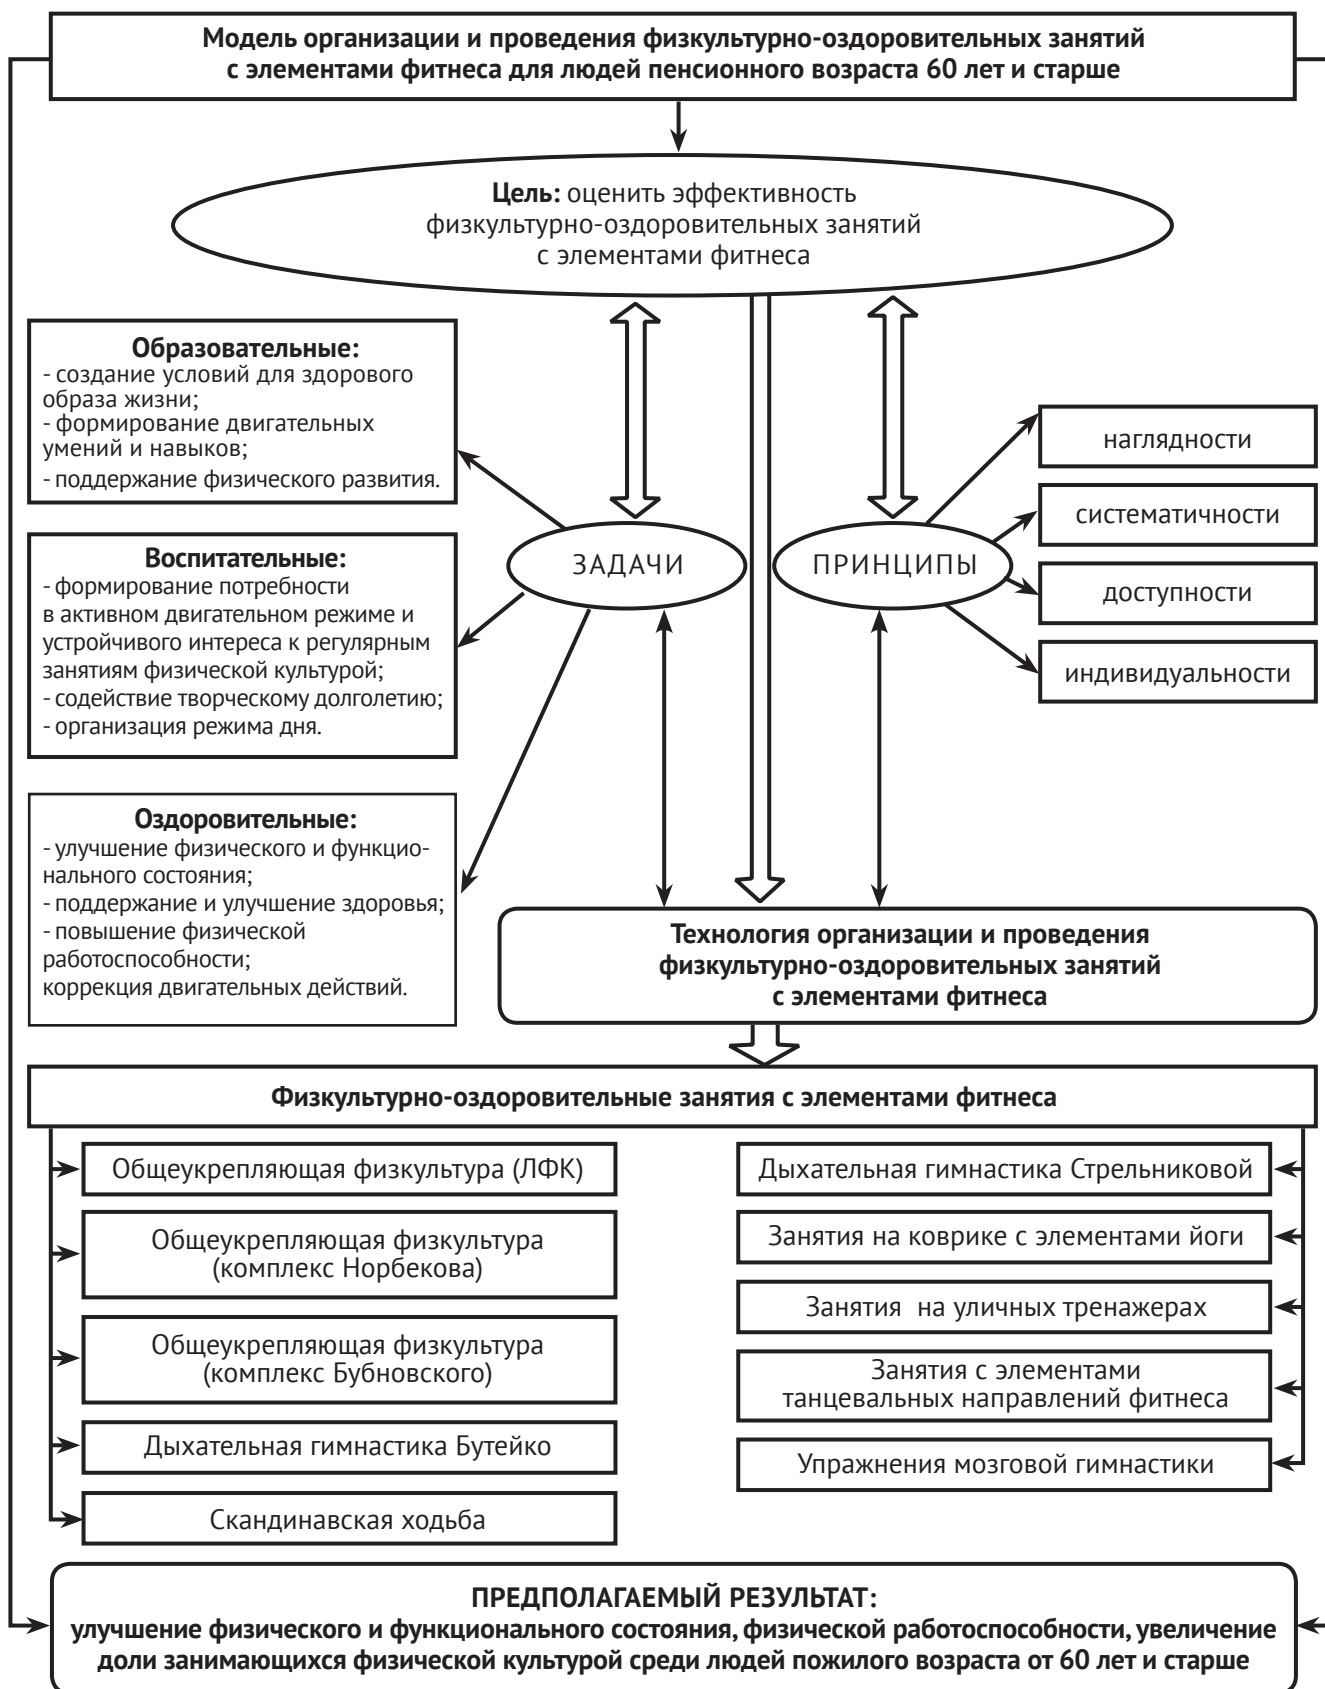 Модель организации и проведения физкультурно-оздоровительных занятий
с элементами фитнеса для людей пенсионного возраста 60 лет и старше
Цель: оценить эффективность
физкультурно-оздоровительных занятий
с элементами фитнеса
Образовательные:
- создание условий для здорового
образа жизни;
- формирование двигательных
умений и навыков;
- поддержание физического развития.
Воспитательные:
- формирование потребности
в активном двигательном режиме и
устойчивого интереса к регулярным
занятиям физической культурой;
- содействие творческому долголетию;
- организация режима дня.
Оздоровительные:
- улучшение физического и функцио-
нального состояния;
- поддержание и улучшение здоровья;
- повышение физической
работоспособности;
коррекция двигательных действий.
ЗАДАЧИ
ПРИНЦИПЫ
наглядности
систематичности
доступности
индивидуальности
Технология организации и проведения
физкультурно-оздоровительных занятий
с элементами фитнеса
Физкультурно-оздоровительные занятия с элементами фитнеса
Общеукрепляющая физкультура (ЛФК)
Общеукрепляющая физкультура
(комплекс Норбекова)
Общеукрепляющая физкультура
(комплекс Бубновского)
Дыхательная гимнастика Бутейко
Скандинавская ходьба
Дыхательная гимнастика Стрельниковой
Занятия на коврике с элементами йоги
Занятия  на уличных тренажерах
Занятия с элементами
танцевальных направлений фитнеса
Упражнения мозговой гимнастики
ПРЕДПОЛАГАЕМЫЙ РЕЗУЛЬТАТ:
улучшение физического и функционального состояния, физической работоспособности, увеличение
доли занимающихся физической культурой среди людей пожилого возраста от 60 лет и старше